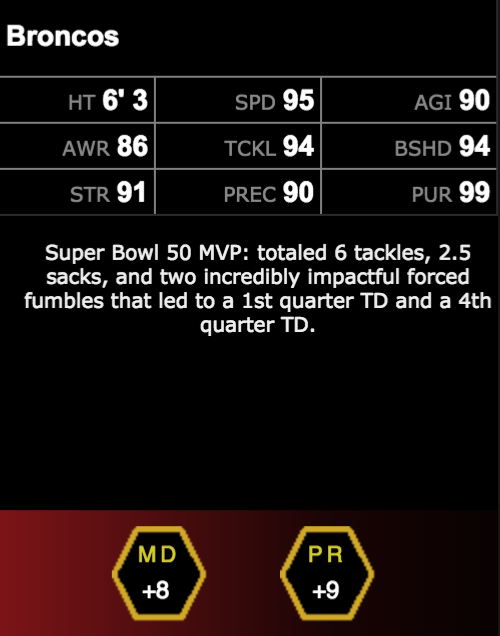 Broncos
HT 6' 3 SPD 95 AGI 90
AWR 86 TCKL 94 BSHD 94
STR 91 PREC 90 PUR 99
Super Bowl 50 MVP: totaled 6 tackles, 2.5
sacks, and two incredibly impactful forced
fumbles that led to a 1st quarter TD and a 4th
quarter TD.
MD PR
+8 +9